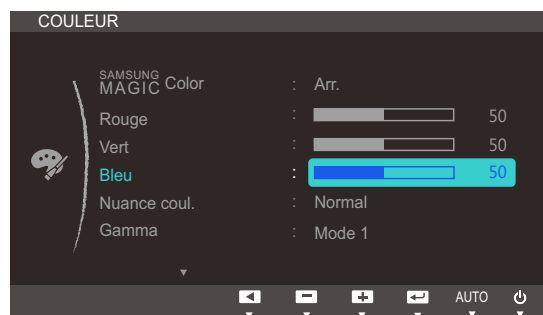 COULEUR
SAMSUNG MAGIC Color : Arr.
Rouge : 50
Vert : 50
Bleu : 50
Nuance coul. : Normal
Gamma : Mode 1
AUTO